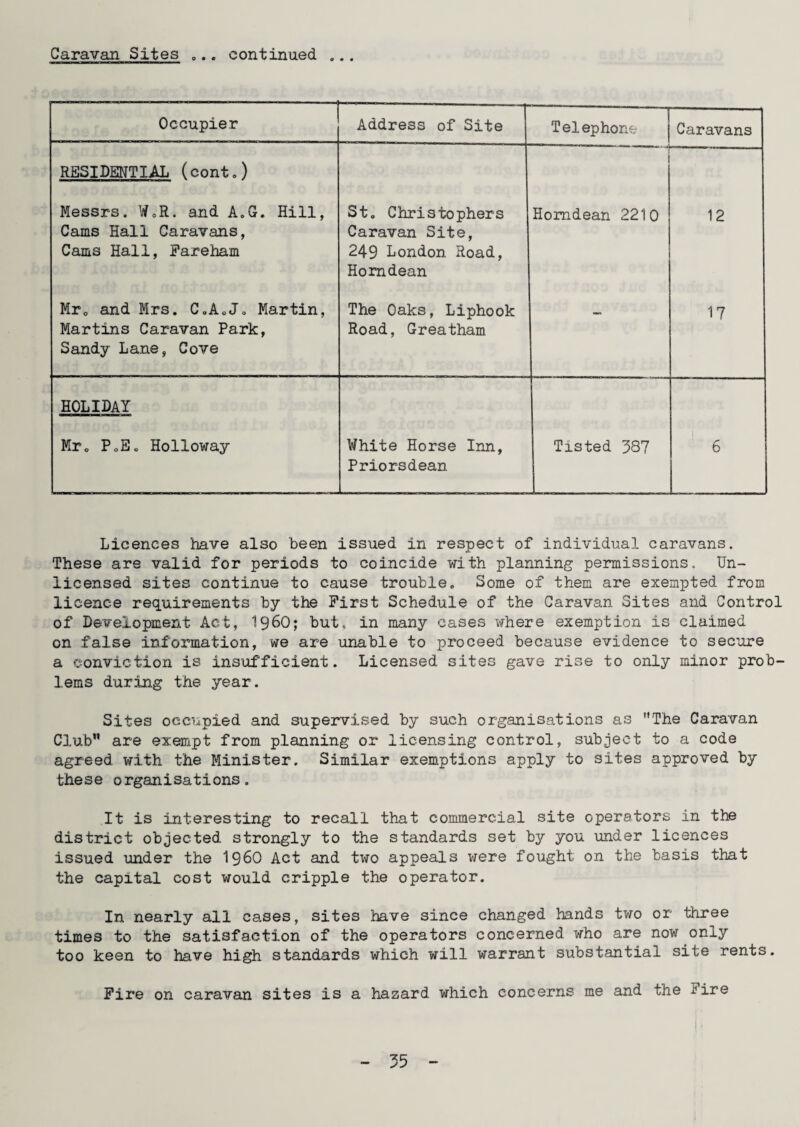 Caravan Sites ... continued ...
Occupier Address of Site Telephone Caravans
RESIDENTIAL (cont.)
Messrs. W.R. and A.G. Hill, St. Christophers Horndean 2210 12
Cams Hall Caravans, Caravan Site,
Cams Hall, Fareham 249 London Road,
Horndean
Mr. and Mrs. C.A.J. Martin, The Oaks, Liphook - 17
Martins Caravan Park, Road, Greatham
Sandy Lane, Cove
HOLIDAY
Mr. P.E. Holloway White Horse Inn, Tisted 387 6
Priorsdean
Licences have also been issued in respect of individual caravans.
These are valid for periods to coincide with planning permissions. Un-
licensed sites continue to cause trouble. Some of them are exempted from
licence requirements by the First Schedule of the Caravan Sites and Control
of Development Act, 1960; but, in many cases where exemption is claimed
on false information, we are unable to proceed because evidence to secure
a conviction is insufficient. Licensed sites gave rise to only minor prob-
lems during the year.
Sites occupied and supervised by such organisations as "The Caravan
Club" are exempt from planning or licensing control, subject to a code
agreed with the Minister. Similar exemptions apply to sites approved by
these organisations.
It is interesting to recall that commercial site operators in the
district objected strongly to the standards set by you under licences
issued under the 1960 Act and two appeals were fought on the basis that
the capital cost would cripple the operator.
In nearly all cases, sites have since changed hands two or three
times to the satisfaction of the operators concerned who are now only
too keen to have high standards which will warrant substantial site rents.
Fire on caravan sites is a hazard which concerns me and the Fire
- 35 -